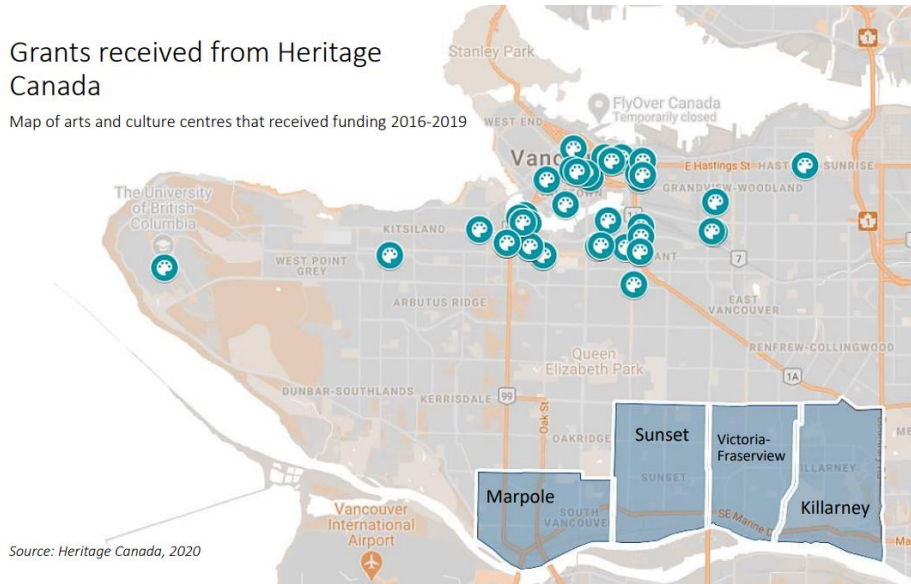 Grants received from Heritage
Canada
Map of arts and culture centres that received funding 2016-2019
Stanley Park
1
FlyOver Canada
Temporarily closed
WEST END
Vanc
E Hastings St
HAST
SUNRISE
GRANDVIEW-WOODLAND
The University
of British
Columbia
KITSILANO
WEST POINT
GREY
1
7
ARBUTUS RIDGE
EAST
VANCOUVER
RENFREW-COLLINGWOOD
Queen
Elizabeth Park
1A
DUNBAR-SOUTHLANDS
KERRISDALE
99
Oak St
OAKRIDGE
Sunset
Victoria-
Fraserview
SUNSET
ILLARNEY
Marpole
Killarney
SOUTH
VANCOUVER
SE Marine D
Vancouver
International
Airport
Source: Heritage Canada, 2020